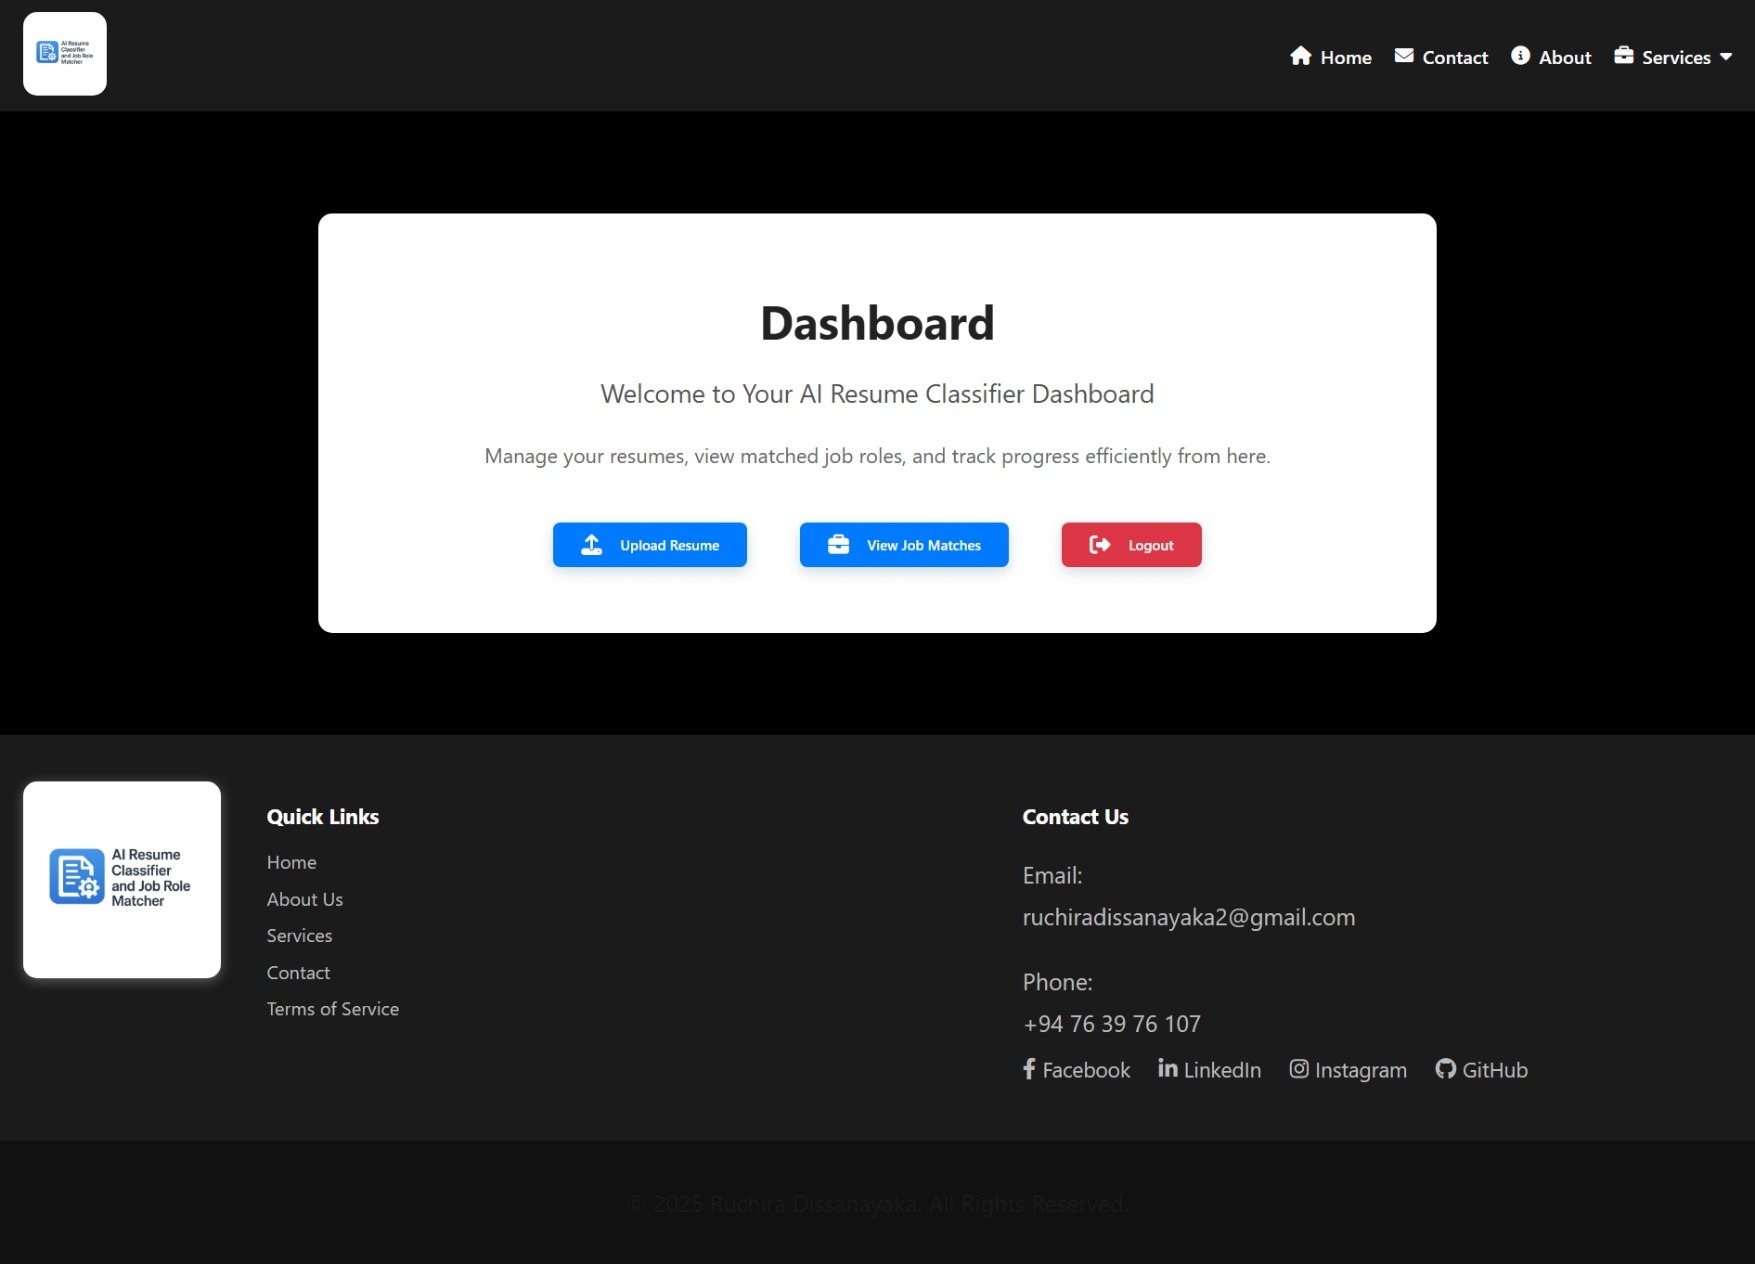 AI Resume
Classifier
and Job Role
Matcher
Home
Contact
About
Services
Dashboard
Welcome to Your AI Resume Classifier Dashboard
Manage your resumes, view matched job roles, and track progress efficiently from here.
Upload Resume
View Job Matches
Logout
AI Resume
Classifier
and Job Role
Matcher
Quick Links
Home
About Us
Services
Contact
Terms of Service
Contact Us
Email:
ruchiradissanayaka2@gmail.com
Phone:
+94 76 39 76 107
Facebook
LinkedIn
Instagram
GitHub
© 2025 Ruchira Dissanayaka. All Rights Reserved.